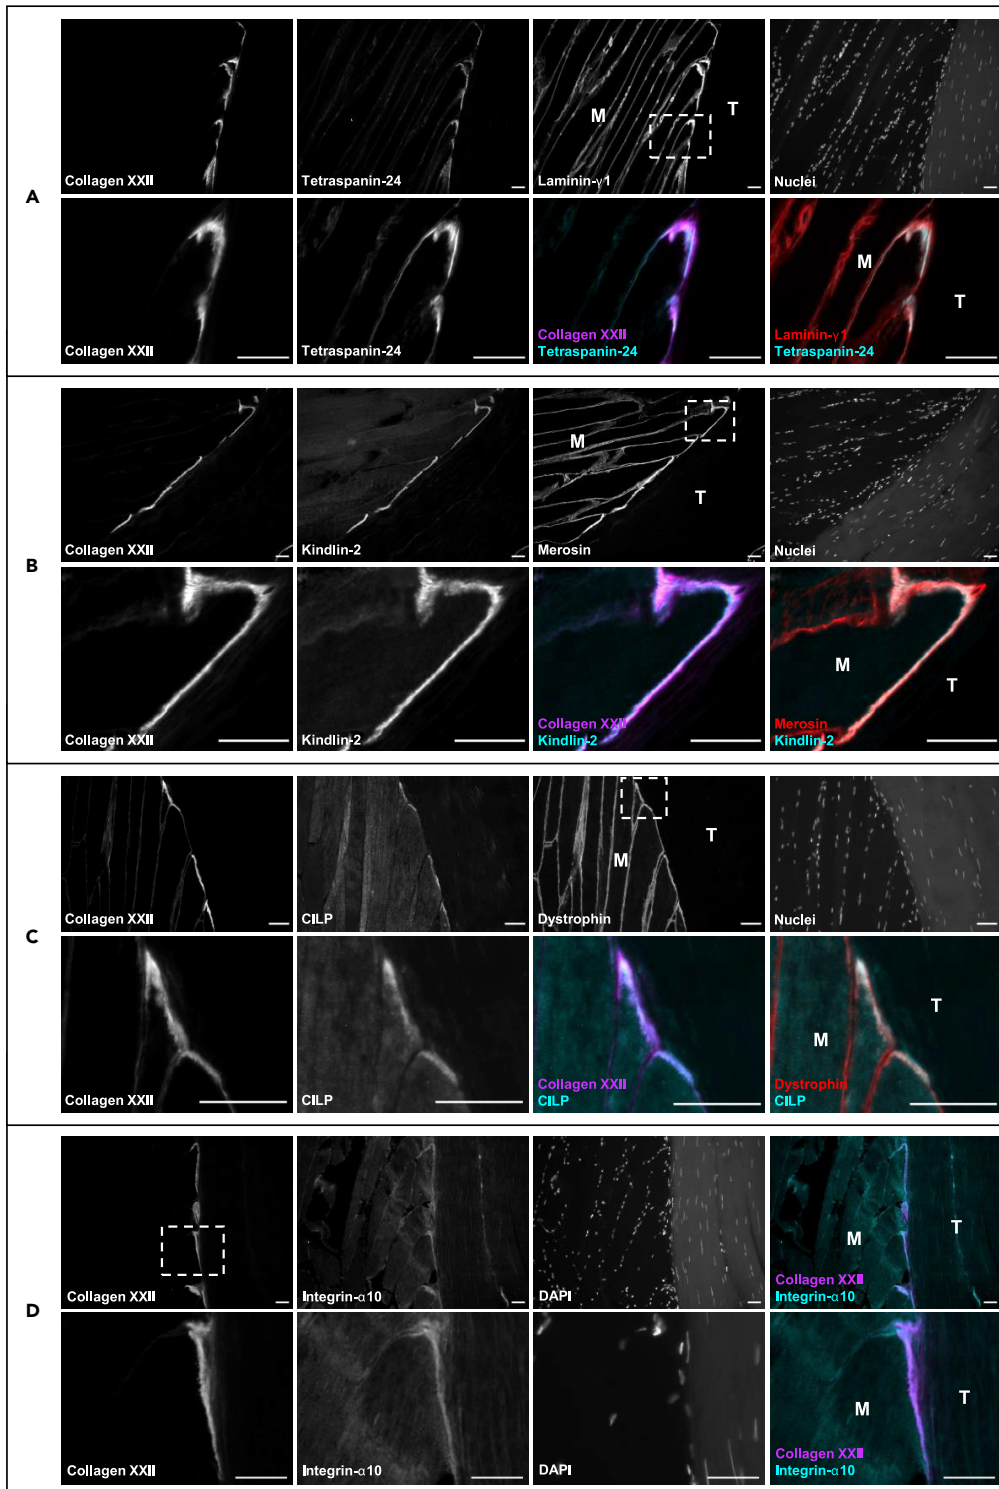 A
Collagen XXII
Tetraspanin-24
M
T
Laminin-γ1
Nuclei
Collagen XXII
Tetraspanin-24
Collagen XXII
Tetraspanin-24
M
T
Laminin-γ1
Tetraspanin-24
B
Collagen XXII
Kindlin-2
M
T
Merosin
Nuclei
Collagen XXII
Kindlin-2
Collagen XXII
Kindlin-2
M
T
Merosin
Kindlin-2
C
Collagen XXII
CILP
T
M
Dystrophin
Nuclei
Collagen XXII
CILP
Collagen XXII
CILP
T
M
Dystrophin
CILP
D
Collagen XXII
Integrin-α10
DAPI
T
M
Collagen XXII
Integrin-α10
Collagen XXII
Integrin-α10
DAPI
T
M
Collagen XXII
Integrin-α10